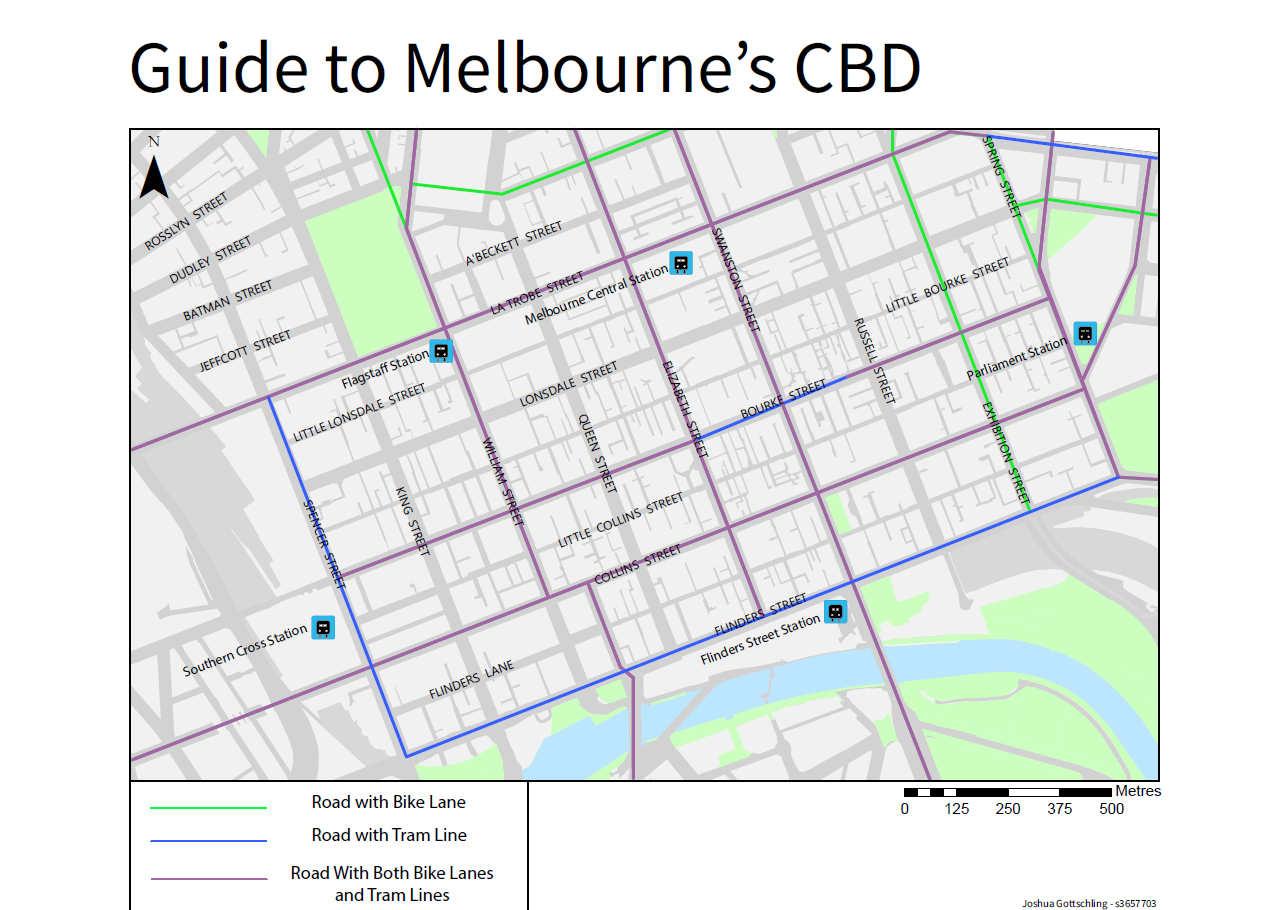 Guide to Melbourne's CBD
N
SPRING STREET
ROSSLYN STREET
DUDLEY STREET
A'BECKETT STREET
SWANSTON STREET
LITTLE BOURKE STREET
BATMAN STREET
LA TROBE STREET
Melbourne Central Station
JEFFCOTT STREET
RUSSELL STREET
Parliament Station
Flagstaff Station
LITTLE LONSDALE STREET
LONSDALE STREET
ELIZABETH STREET
BOURKE STREET
QUEEN STREET
EXHIBITION STREET
WILLIAM STREET
KING STREET
SPENCER STREET
LITTLE COLLINS STREET
COLLINS STREET
FLINDERS STREET
Flinders Street Station
Southern Cross Station
FLINDERS LANE
Road with Bike Lane
Road with Tram Line
Road With Both Bike Lanes
and Tram Lines
Metres
0 125 250 375 500
Joshua Gottschling - s3657703